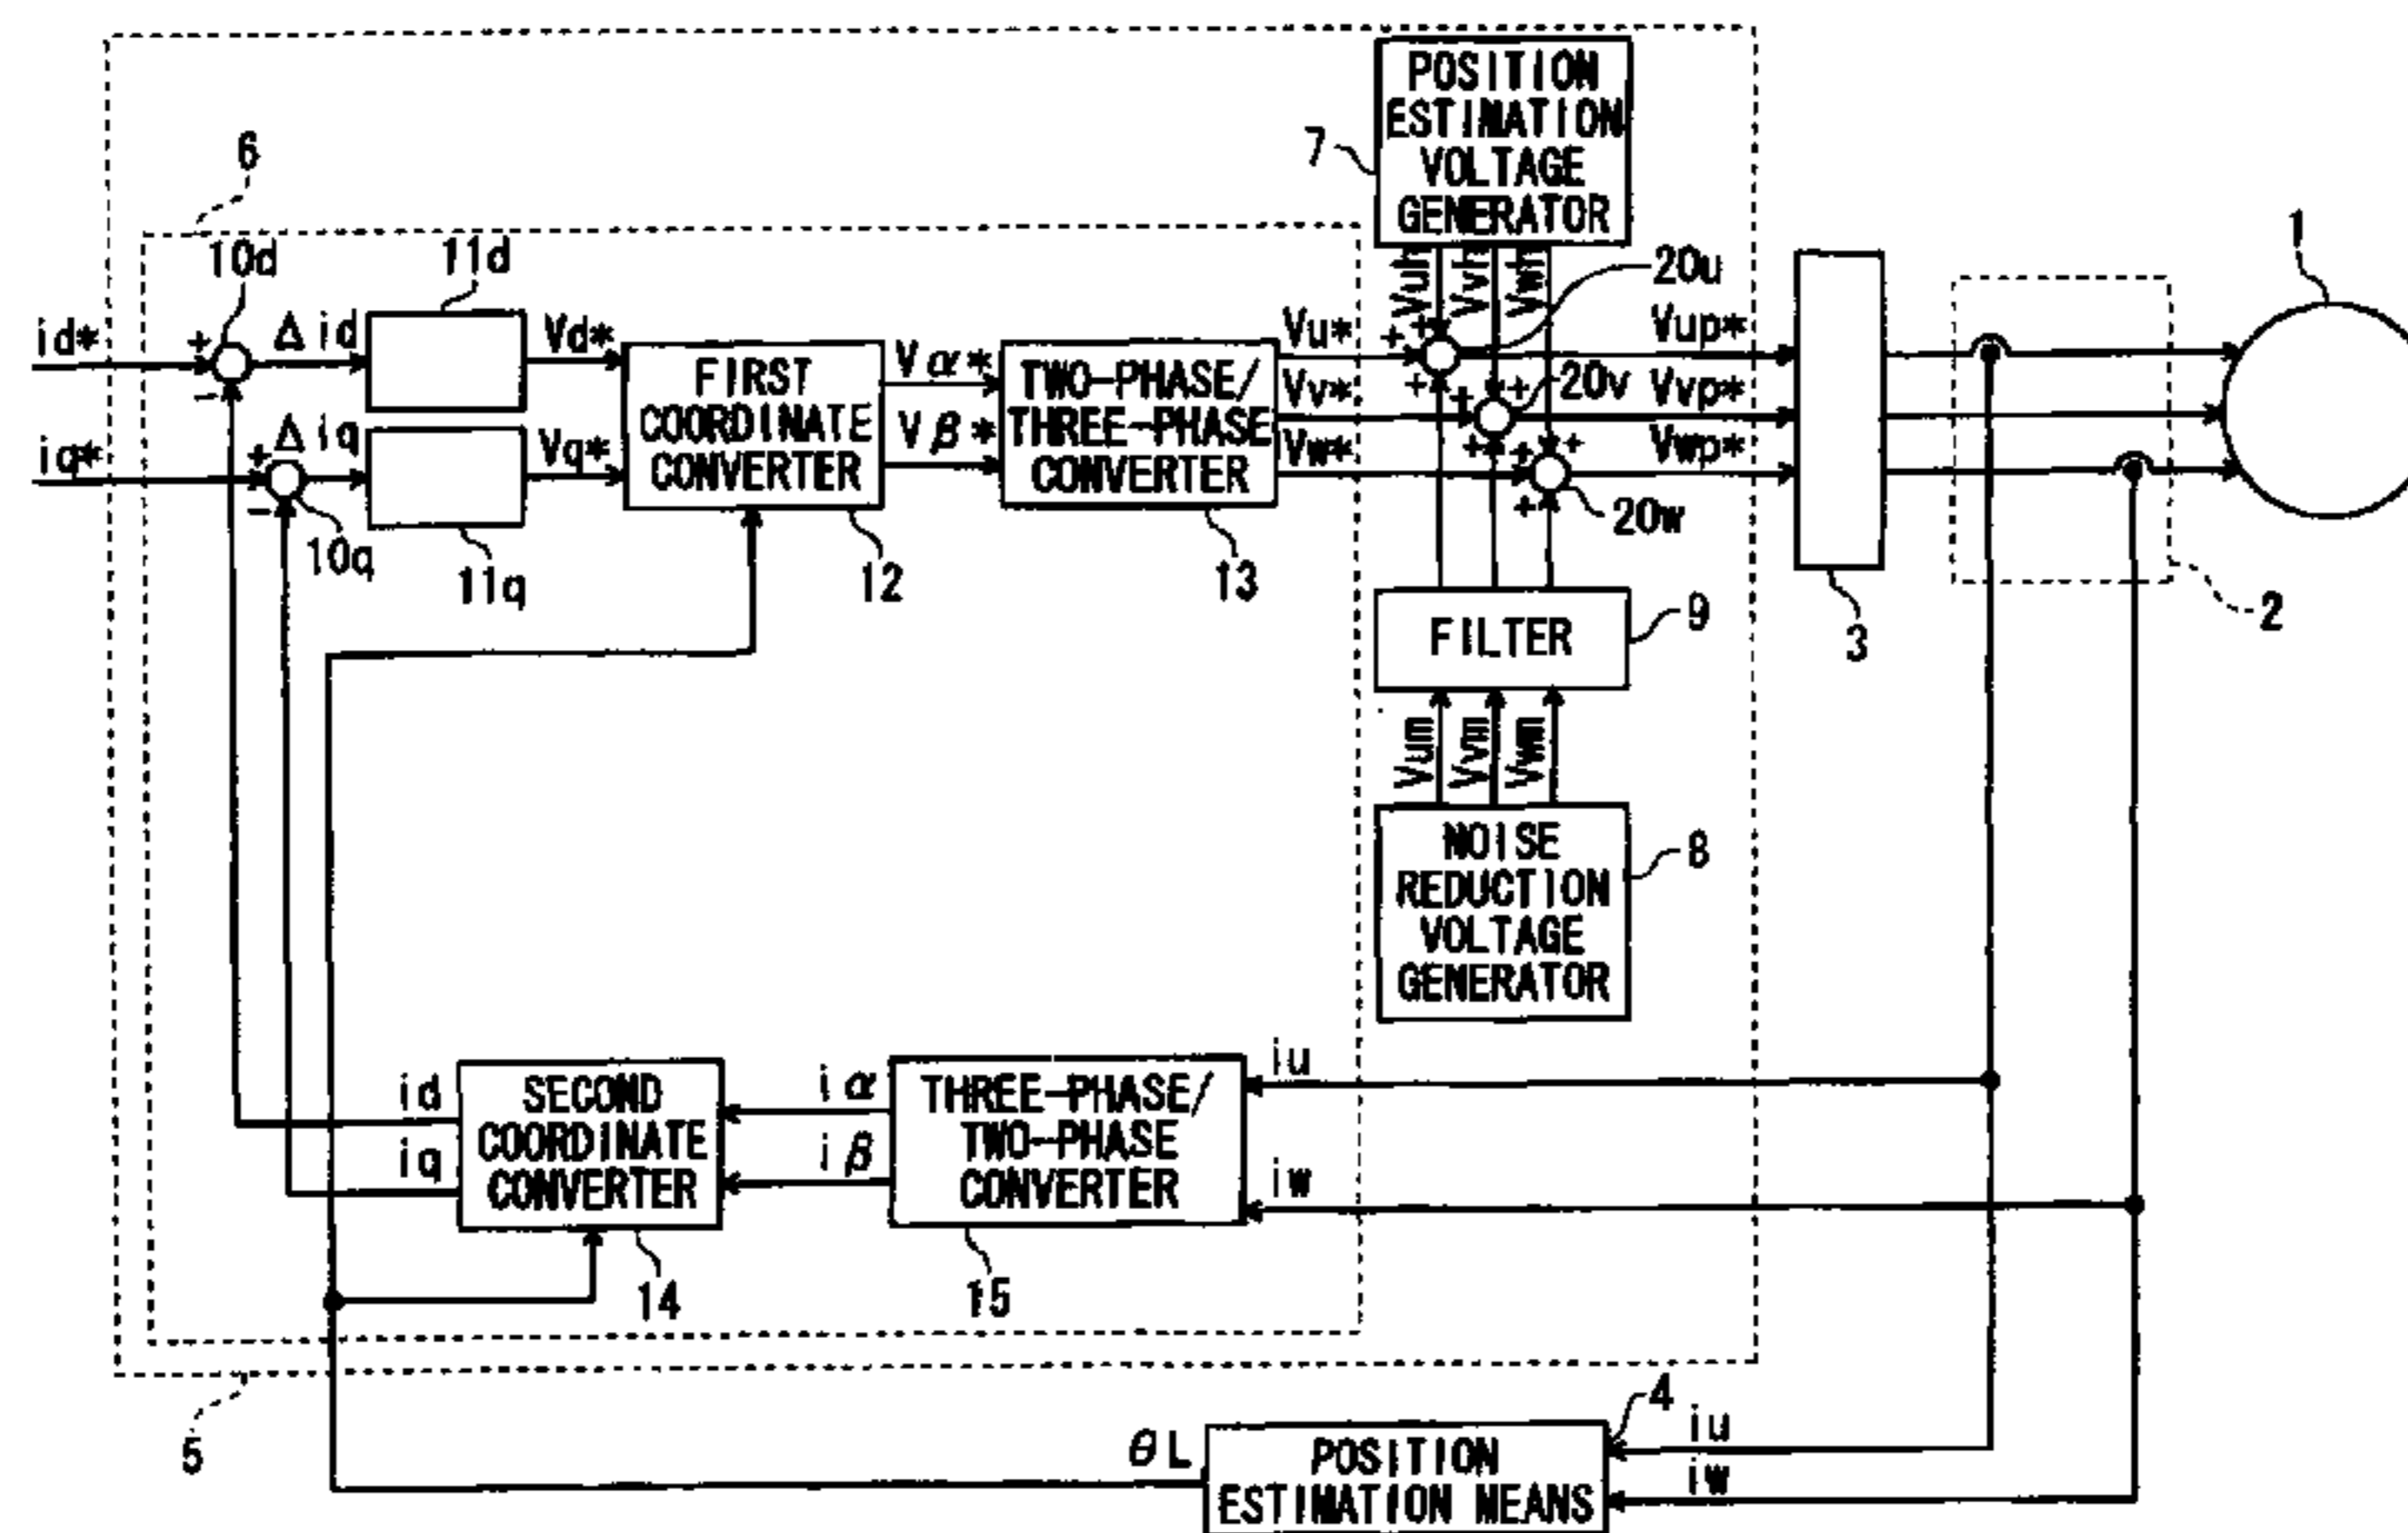 POSITION
ESTIMATION
VOLTAGE
GENERATOR
7
6
1
10d
11d
Vuh
Vvh
Vwh
20u
id*
+
-
Δid
Vd*
FIRST
COORDINATE
CONVERTER
Vα*
Vβ*
TWO-PHASE/
THREE-PHASE
CONVERTER
Vu*
Vv*
Vw*
+
+
+
+
+
+
+
+
+
20v
20w
Vup*
Vvp*
Vwp*
iq*
+
-
Δiq
Vq*
10q
11q
12
13
3
2
FILTER
9
Vum
Vvm
Vwm
NOISE
REDUCTION
VOLTAGE
GENERATOR
8
id
iq
SECOND
COORDINATE
CONVERTER
iα
iβ
THREE-PHASE/
TWO-PHASE
CONVERTER
iu
iw
14
15
5
θL
POSITION
ESTIMATION MEANS
4
iu
iw